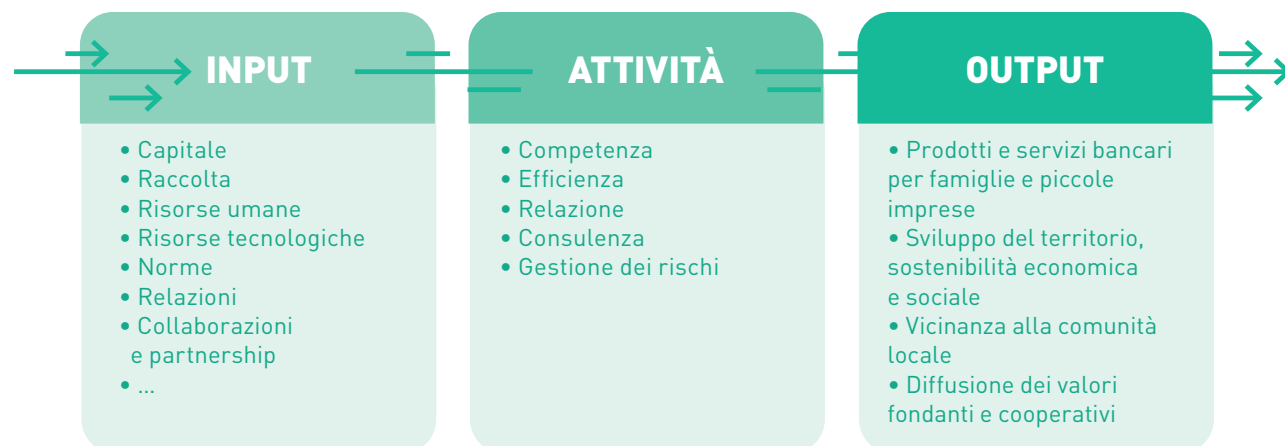 INPUT
• Capitale
• Raccolta
• Risorse umane
• Risorse tecnologiche
• Norme
• Relazioni
• Collaborazioni
e partnership
• ...
ATTIVITÀ
• Competenza
• Efficienza
• Relazione
• Consulenza
• Gestione dei rischi
OUTPUT
• Prodotti e servizi bancari
per famiglie e piccole
imprese
• Sviluppo del territorio,
sostenibilità economica
e sociale
• Vicinanza alla comunità
locale
• Diffusione dei valori
fondanti e cooperativi